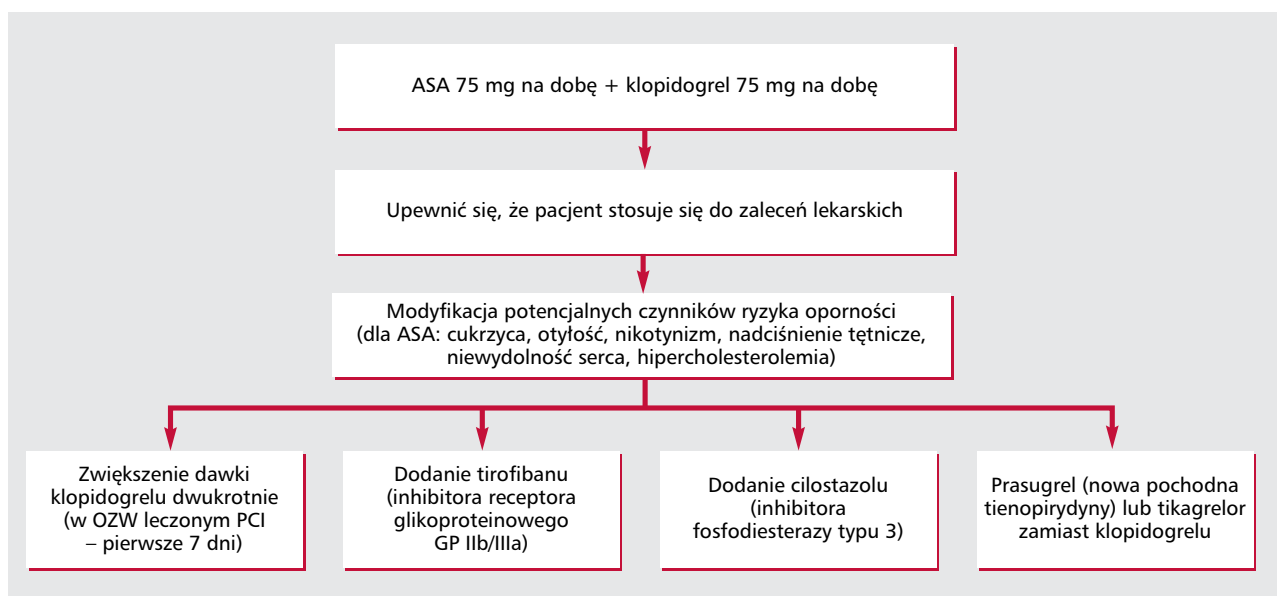 ASA 75 mg na dobę + klopidogrel 75 mg na dobę
Upewnić się, że pacjent stosuje się do zaleceń lekarskich
Modyfikacja potencjalnych czynników ryzyka oporności
(dla ASA: cukrzyca, otyłość, nikotynizm, nadciśnienie tętnicze,
niewydolność serca, hipercholesterolemia)
Zwiększenie dawki
klopidogrelu dwukrotnie
(w OZW leczonym PCI
– pierwsze 7 dni)
Dodanie tirofibanu
(inhibitora receptora
glikoproteinowego
GP IIb/IIIa)
Dodanie cilostazolu
(inhibitora
fosfodiesterazy typu 3)
Prasugrel (nowa pochodna
tienopirydyny) lub tikagrelor
zamiast klopidogrelu